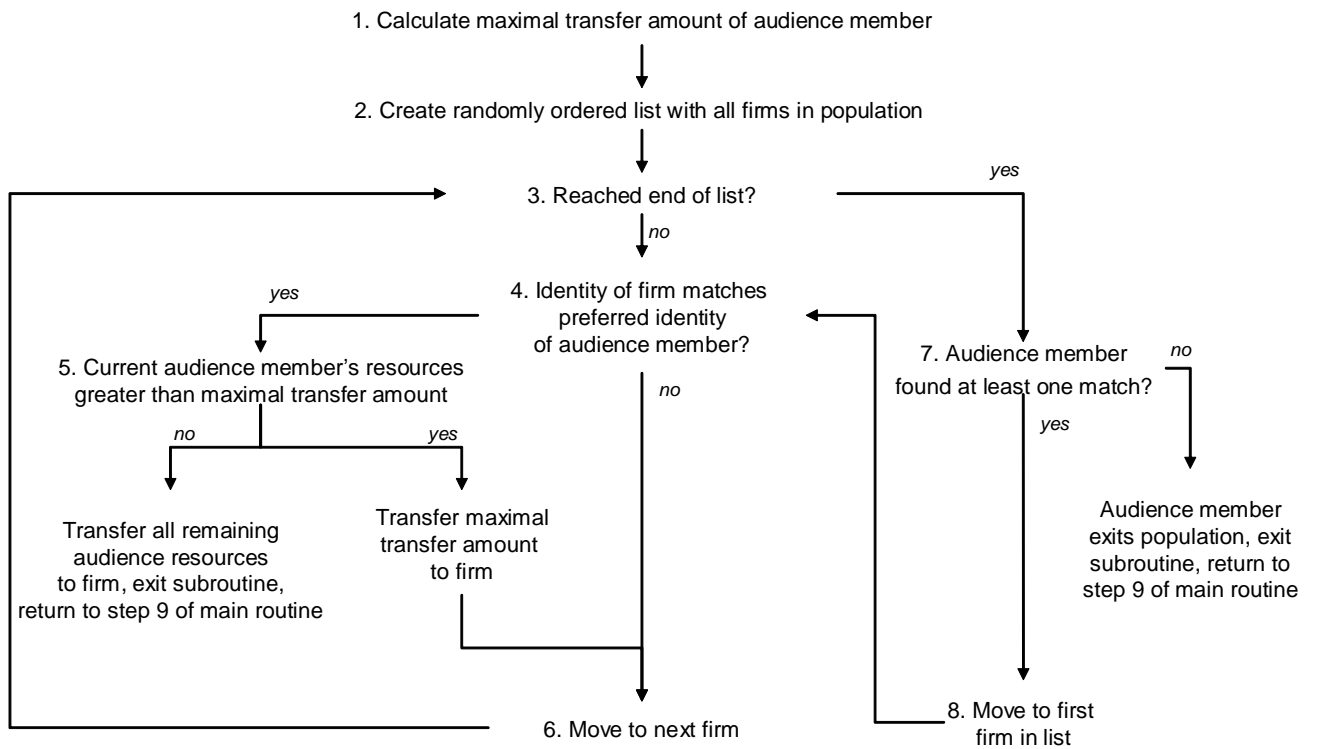 1. Calculate maximal transfer amount of audience member
2. Create randomly ordered list with all firms in population
yes
3. Reached end of list?
no
yes
4. Identity of firm matches
preferred identity
of audience member?
5. Current audience member's resources
greater than maximal transfer amount
7. Audience member
found at least one match?
no
no
yes
no
yes
Transfer all remaining
audience resources
to firm, exit subroutine,
return to step 9 of main routine
Transfer maximal
transfer amount
to firm
Audience member
exits population, exit
subroutine, return to
step 9 of main routine
6. Move to next firm
8. Move to first
firm in list